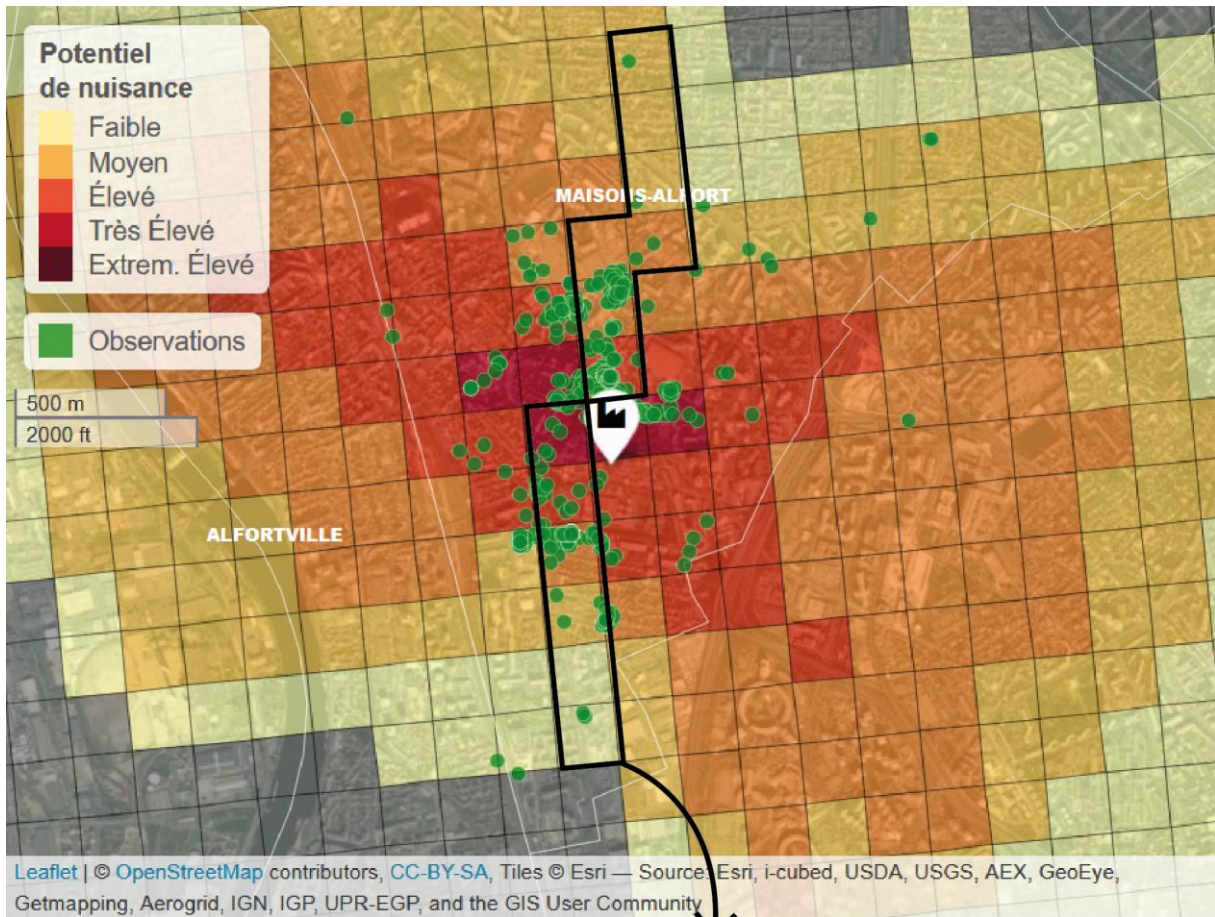 Potentiel
de nuisance
Faible
Moyen
Élevé
Très Élevé
Extrem. Élevé
Observations
500 m
2000 ft
MAISONS-ALFORT
ALFORTVILLE
Leaflet | © OpenStreetMap contributors, CC-BY-SA, Tiles © Esri — Source: Esri, i-cubed, USDA, USGS, AEX, GeoEye,
Getmapping, Aerogrid, IGN, IGP, UPR-EGP, and the GIS User Community